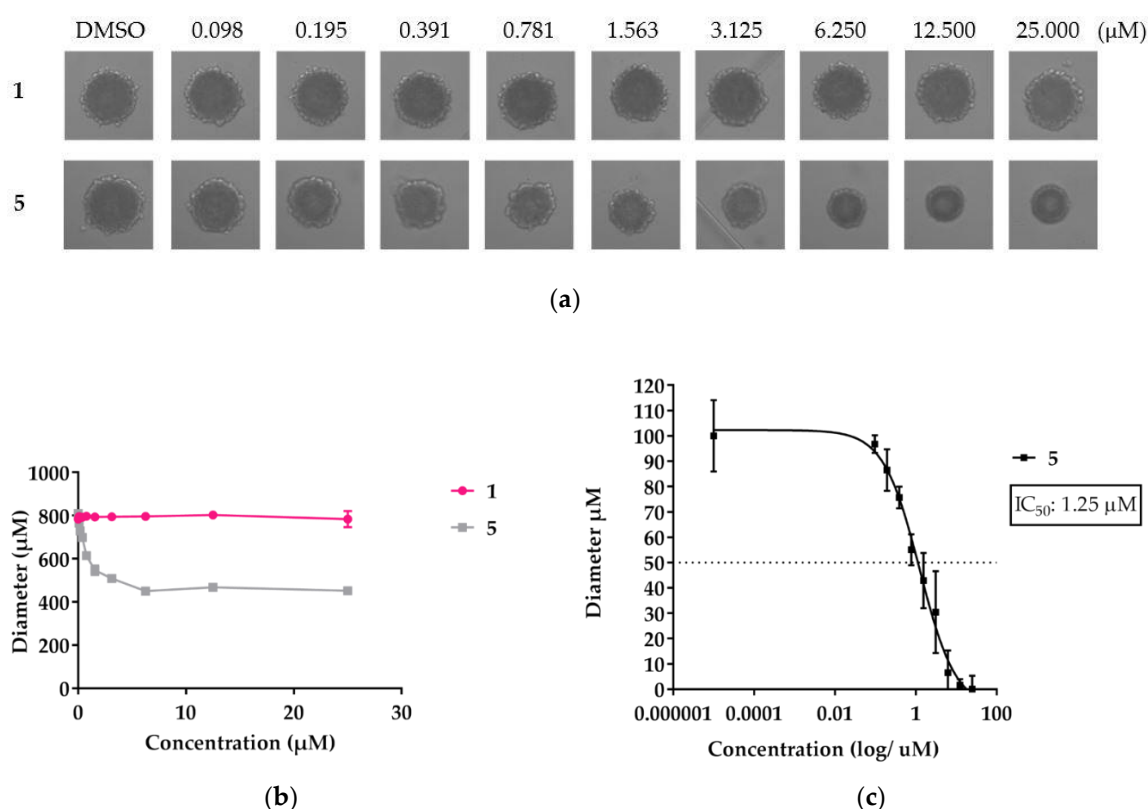 DMSO 0.098 0.195 0.391 0.781 1.563 3.125 6.250 12.500 25.000 (μM)
1
5
(a)
1000
800
600
400
200
0
0 10 20 30
Diameter (μM)
Concentration (μM)
1
5
(b)
120
110
100
90
80
70
60
50
40
30
20
10
0
0.000001 0.0001 0.01 1 100
Diameter μM
Concentration (log/ uM)
5
IC₅₀: 1.25 μM
(c)